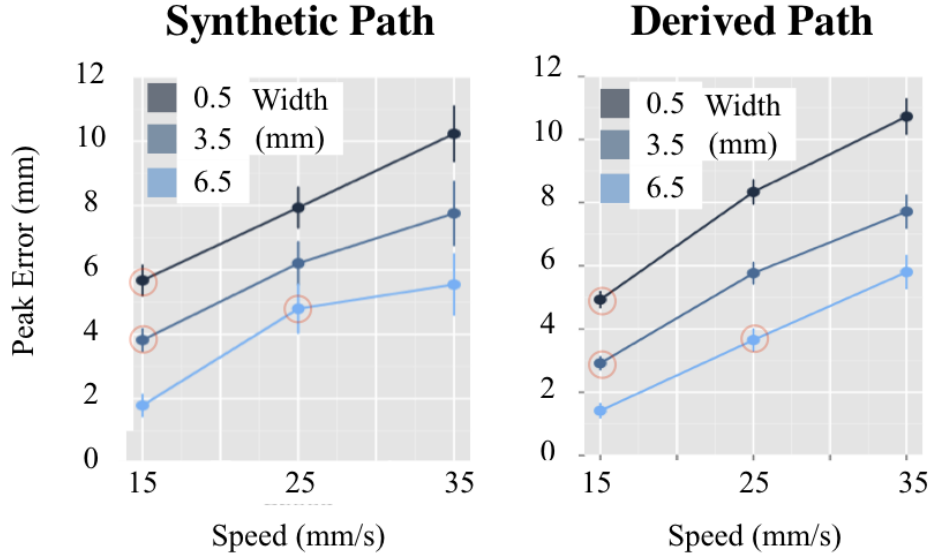 Synthetic Path
Derived Path
Peak Error (mm)
12
10
8
6
4
2
0
0.5 Width
3.5 (mm)
6.5
15 25 35
Speed (mm/s)
12
10
8
6
4
2
0
0.5 Width
3.5 (mm)
6.5
15 25 35
Speed (mm/s)